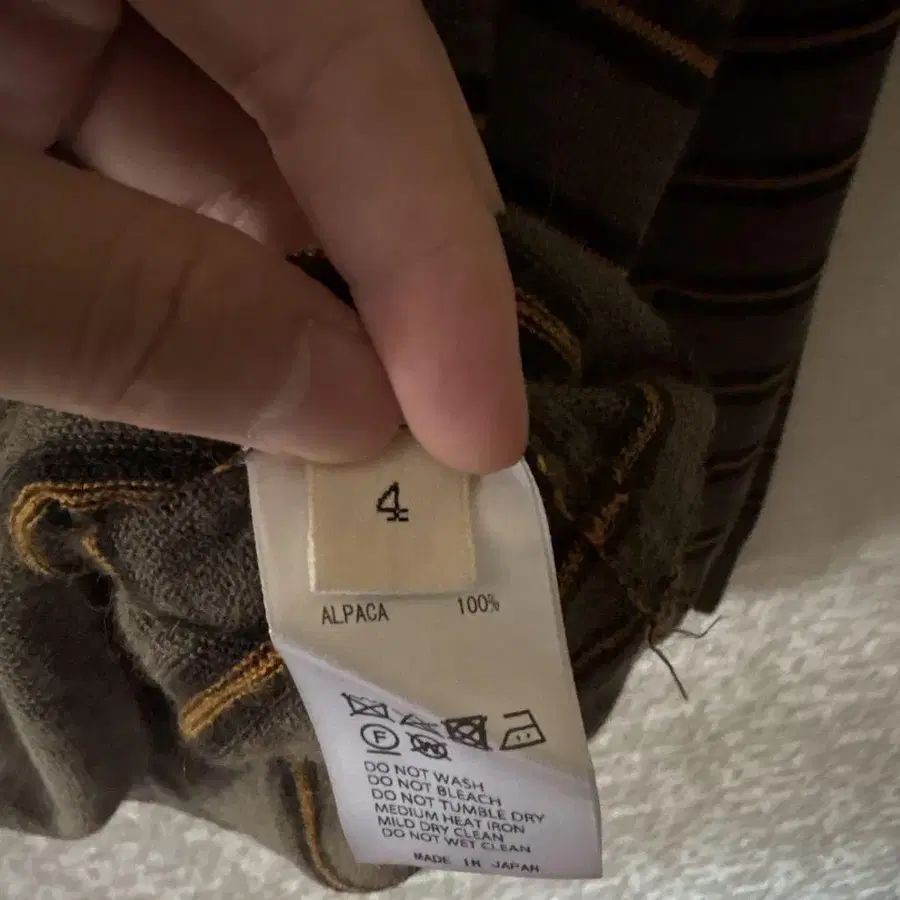 4
ALPACA 100%
F
W
DO NOT WASH
DO NOT BLEACH
DO NOT TUMBLE DRY
MEDIUM HEAT IRON
MILD DRY CLEAN
DO NOT WET CLEAN
MADE IN JAPAN